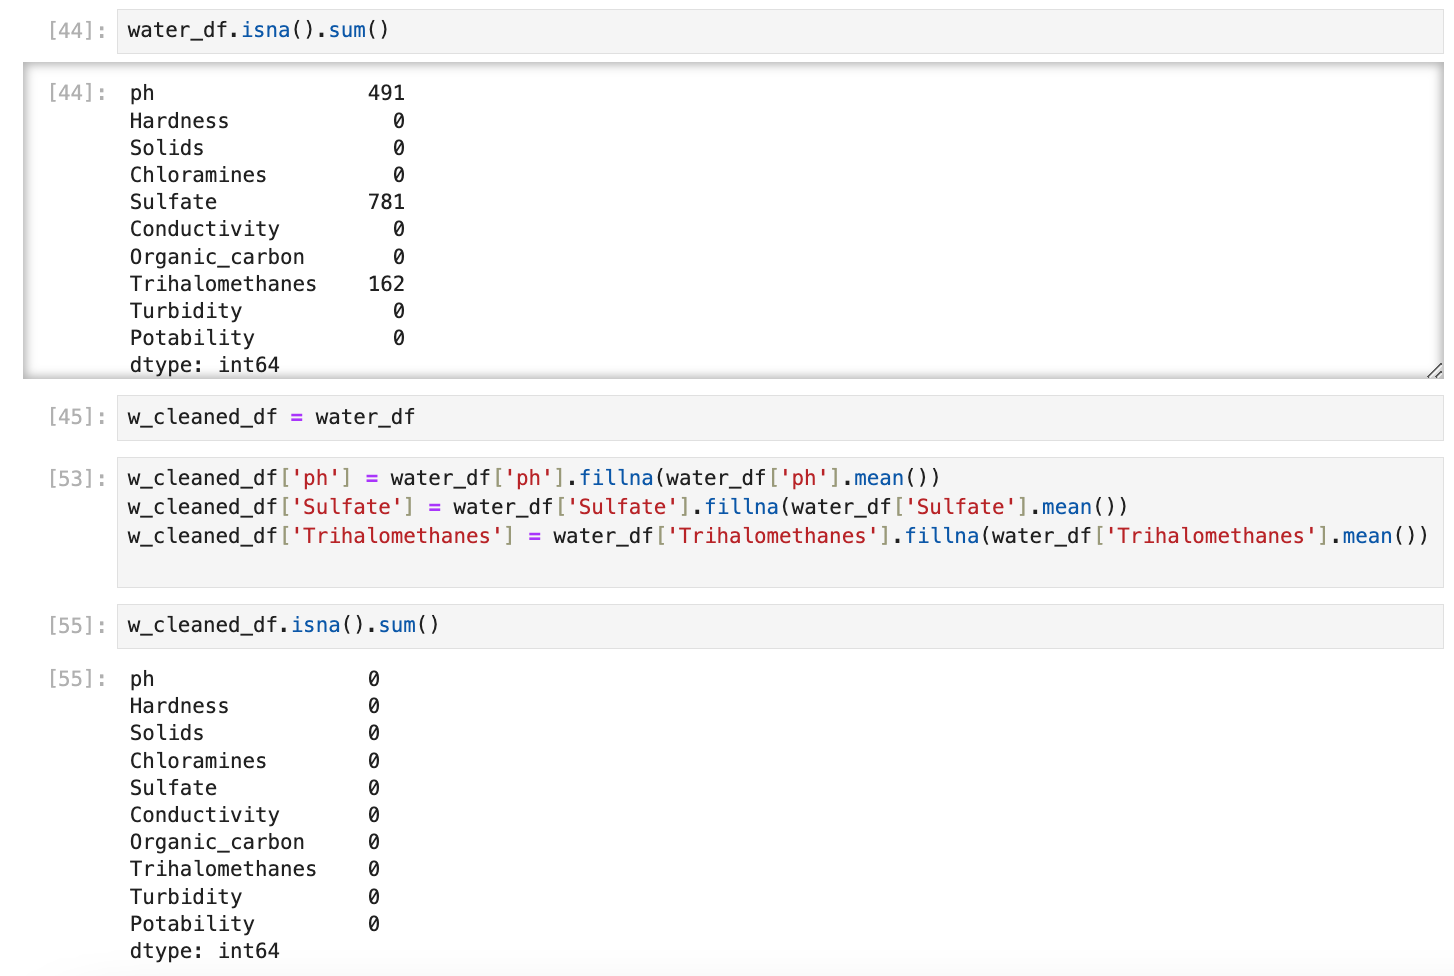 [44]: water_df.isna().sum()
[44]: ph 491
Hardness 0
Solids 0
Chloramines 0
Sulfate 781
Conductivity 0
Organic_carbon 0
Trihalomethanes 162
Turbidity 0
Potability 0
dtype: int64
[45]: w_cleaned_df = water_df
[53]: w_cleaned_df['ph'] = water_df['ph'].fillna(water_df['ph'].mean())
w_cleaned_df['Sulfate'] = water_df['Sulfate'].fillna(water_df['Sulfate'].mean())
w_cleaned_df['Trihalomethanes'] = water_df['Trihalomethanes'].fillna(water_df['Trihalomethanes'].mean())
[55]: w_cleaned_df.isna().sum()
[55]: ph 0
Hardness 0
Solids 0
Chloramines 0
Sulfate 0
Conductivity 0
Organic_carbon 0
Trihalomethanes 0
Turbidity 0
Potability 0
dtype: int64